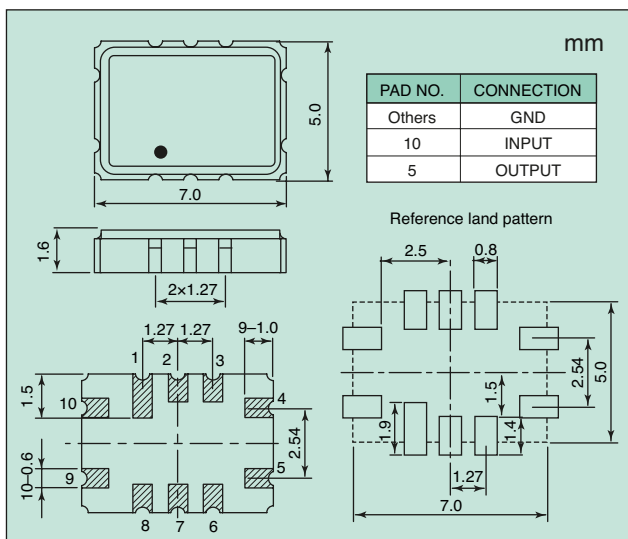 mm
PAD NO. CONNECTION
Others GND
10 INPUT
5 OUTPUT
5.0
7.0
1.6
2×1.27
Reference land pattern
2.5
0.8
2.54
5.0
1.5
1.9
1.4
1.27
7.0
1.27 1.27 9–1.0
1 2 3
1.5
10
4
2.54
5
10–0.6
9
8 7 6